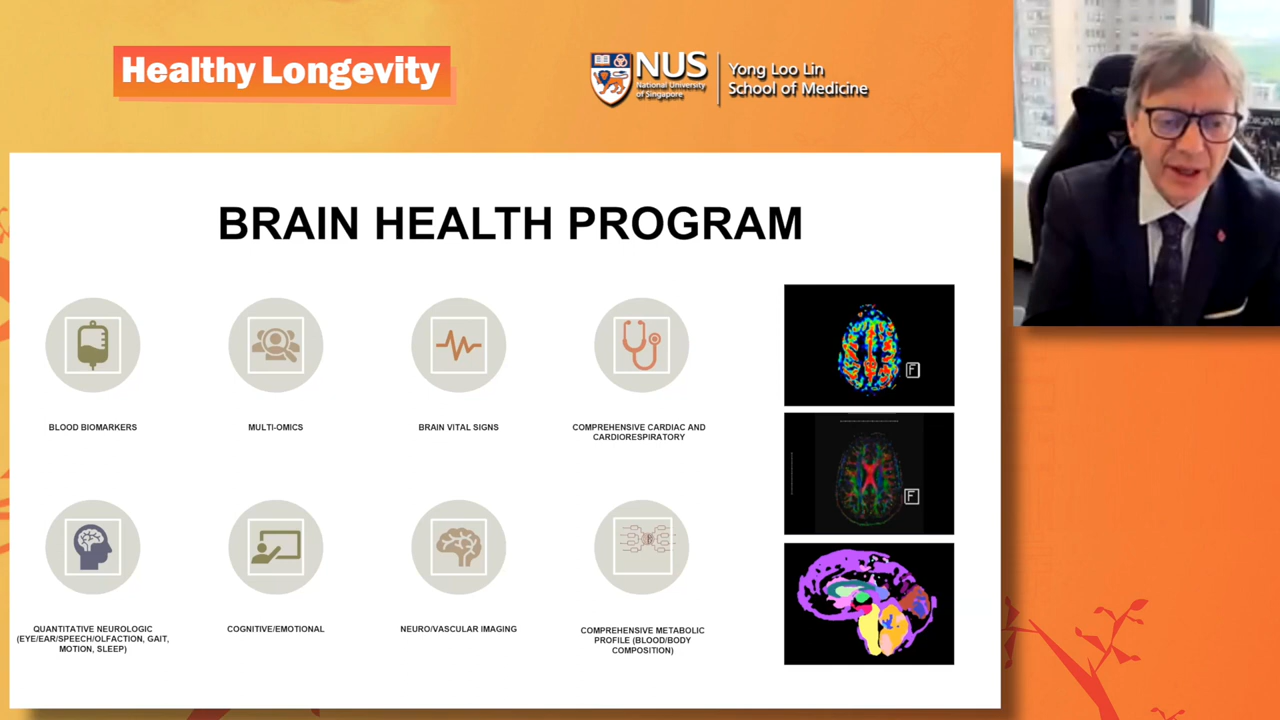 Healthy Longevity
NUS
National University
of Singapore
Yong Loo Lin
School of Medicine
BRAIN HEALTH PROGRAM
BLOOD BIOMARKERS
MULTI-OMICS
BRAIN VITAL SIGNS
COMPREHENSIVE CARDIAC AND
CARDIORESPIRATORY
F
F
QUANTITATIVE NEUROLOGIC
(EYE/EAR/SPEECH/OLFACTION, GAIT,
MOTION, SLEEP)
COGNITIVE/EMOTIONAL
NEURO/VASCULAR IMAGING
COMPREHENSIVE METABOLIC
PROFILE (BLOOD/BODY
COMPOSITION)